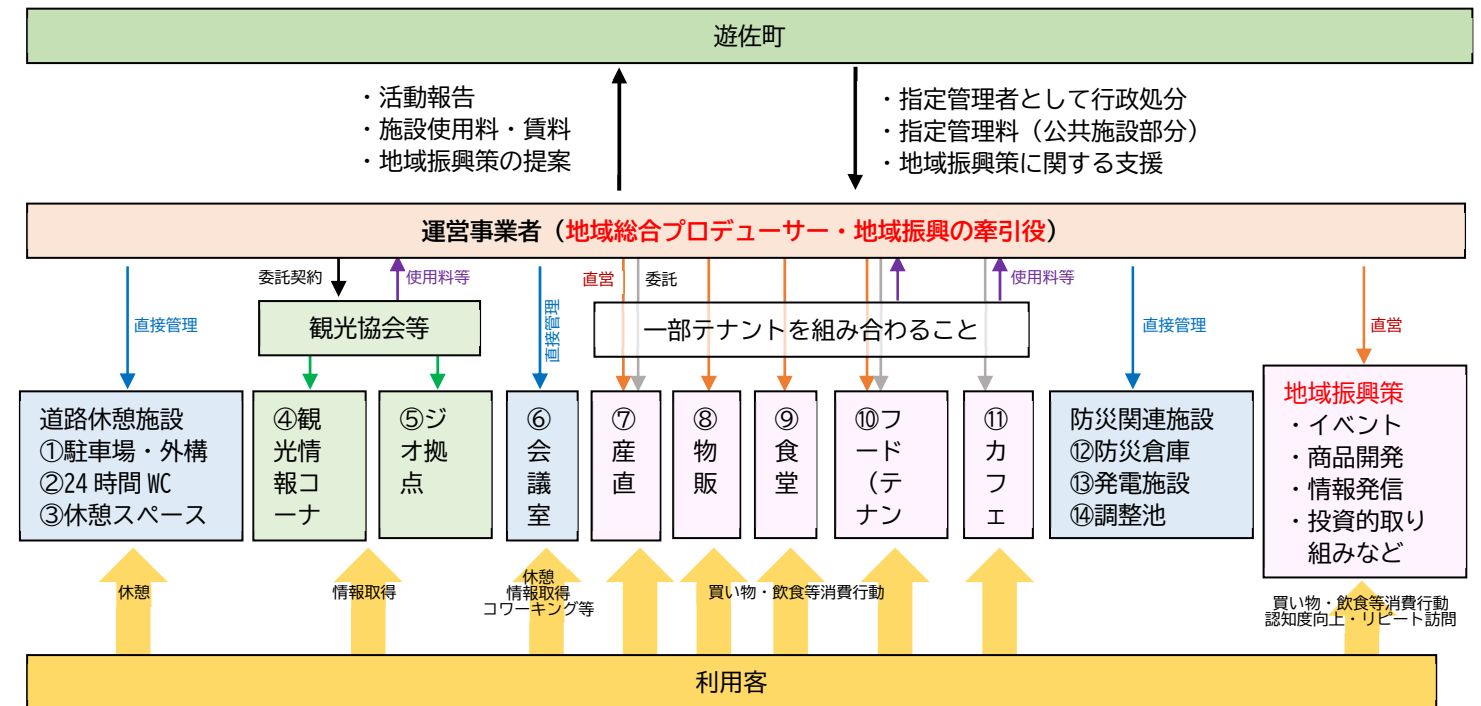 遊佐町
・活動報告
・施設使用料・賃料
・地域振興策の提案
・指定管理者として行政処分
・指定管理料（公共施設部分）
・地域振興策に関する支援
運営事業者（地域総合プロデューサー・地域振興の牽引役）
直接管理
委託契約
使用料等
直接管理
直営
委託
使用料等
直接管理
直営
観光協会等
一部テナントを組み合わること
道路休憩施設
①駐車場・外構
②24 時間 WC
③休憩スペース
④観
光情
報コ
ーナ
⑤ジ
オ拠
点
⑥
会
議
室
⑦
産
直
⑧
物
販
⑨
食
堂
⑩フ
ード
（テ
ナン
⑪
カ
フ
ェ
防災関連施設
⑫防災倉庫
⑬発電施設
⑭調整池
地域振興策
・イベント
・商品開発
・情報発信
・投資的取り
組みなど
休憩
情報取得
休憩
情報取得
コワーキング等
買い物・飲食等消費行動
買い物・飲食等消費行動
認知度向上・リピート訪問
利用客